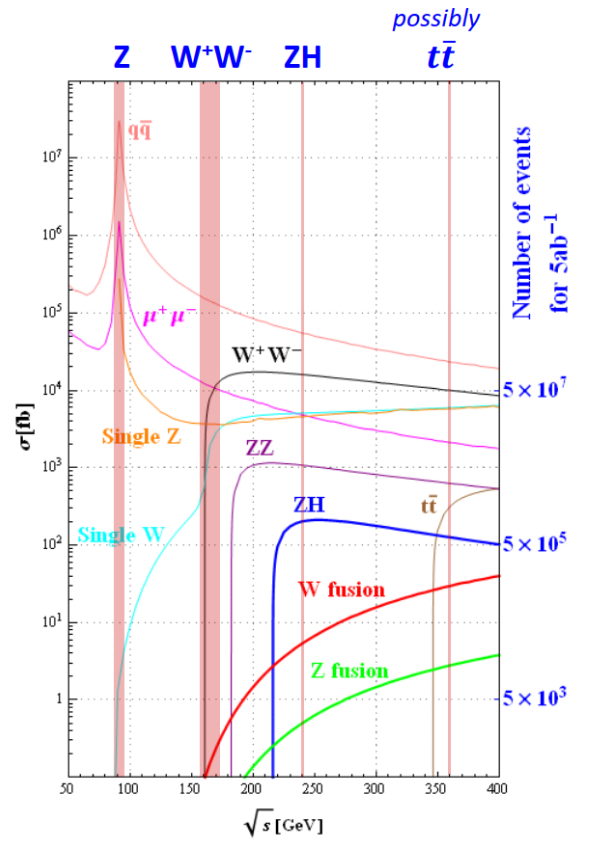 possibly
Z W⁺W⁻ ZH tt̄
qq̄
10⁷
10⁶
μ⁺ μ⁻
10⁵
W⁺ W⁻
10⁴
5×10⁷
Single Z
ZZ
10³
tt̄
ZH
Single W
10²
5×10⁵
W fusion
10¹
Z fusion
1
5×10³
50 100 150 200 250 300 350 400
√s [GeV]
σ[fb]
Number of events
for 5ab⁻¹